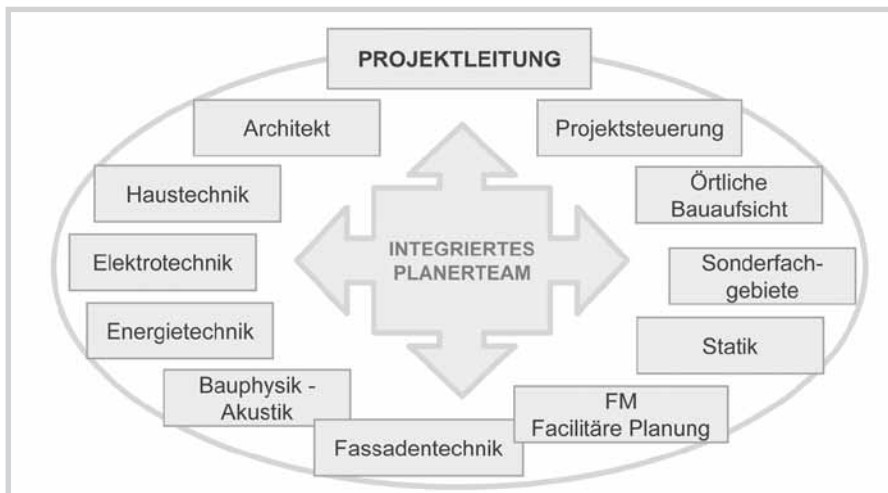 PROJEKTLEITUNG
Architekt
Projektsteuerung
Haustechnik
Örtliche
Bauaufsicht
INTEGRIERTES
PLANERTEAM
Elektrotechnik
Sonderfach-
gebiete
Energietechnik
Statik
Bauphysik -
Akustik
FM
Facilitäre Planung
Fassadentechnik